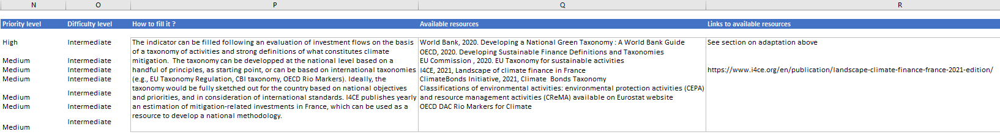 N O P Q R
Priority level Difficulty level How to fill it ? Available resources Links to available resources
High Intermediate The indicator can be filled following an evaluation of investment flows on the basis World Bank, 2020. Developing a National Green Taxonomy : A World Bank Guide See section on adaptation above
of a taxonomy of activities and strong definitions of what constitutes climate OECD, 2020. Developing Sustainable Finance Definitions and Taxonomies
Medium Intermediate mitigation. The taxonomy can be developped at the national level based on a EU Commission , 2020. EU Taxonomy for sustainable activities
Medium Intermediate handful of principles, as starting point, or can be based on international taxonomies I4CE, 2021, Landscape of climate finance in France https://www.i4ce.org/en/publication/landscape-climate-finance-france-2021-edition/
Medium Intermediate (e.g., EU Taxonomy Regulation, CBI taxonomy, OECD Rio Markers). Ideally, the ClimateBonds Initiative, 2021, Climate Bonds Taxonomy
taxonomy would be fully sketched out for the country based on national objectives Classifications of environmental activities: environmental protection activities (CEPA)
Medium Intermediate and priorities, and in consideration of international standards. I4CE publishes yearly and resource management activities (CReMA) available on Eurostat website
Medium Intermediate an estimation of mitigation-related investments in France, which can be used as a OECD DAC Rio Markers for Climate
resource to develop a national methodology.
Medium Intermediate